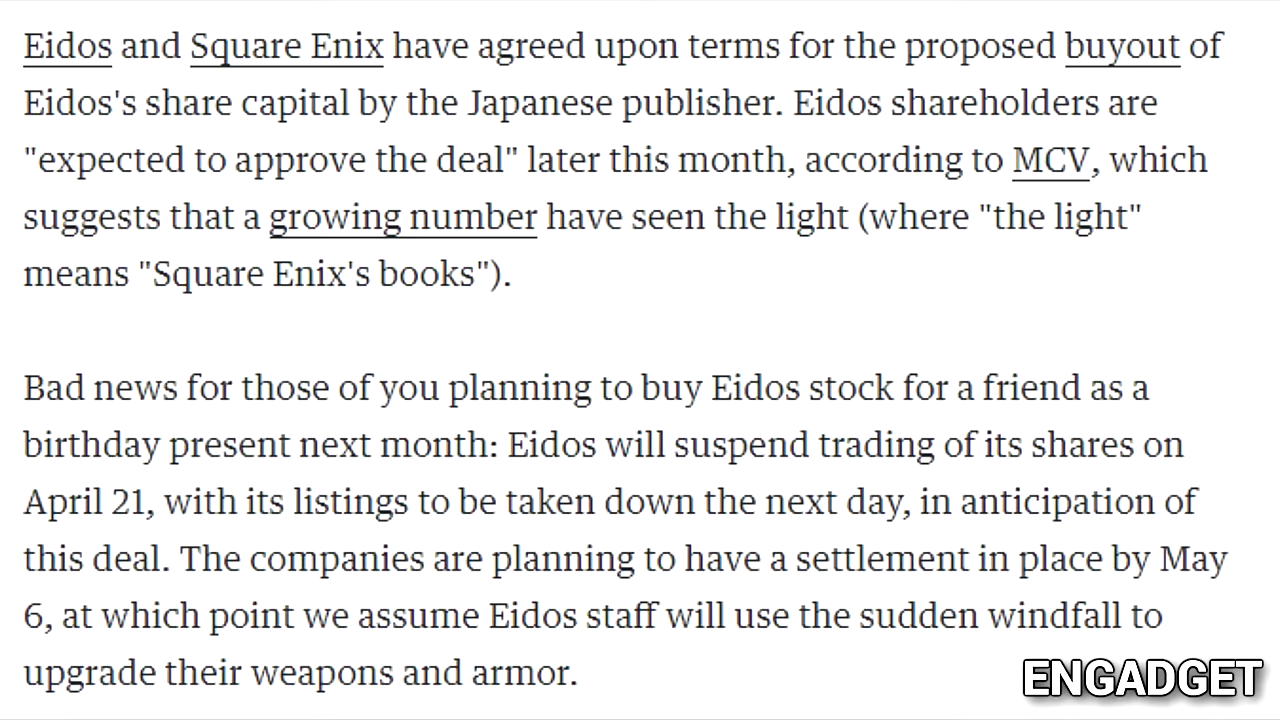 Eidos and Square Enix have agreed upon terms for the proposed buyout of
Eidos's share capital by the Japanese publisher. Eidos shareholders are
"expected to approve the deal" later this month, according to MCV, which
suggests that a growing number have seen the light (where "the light"
means "Square Enix's books").
Bad news for those of you planning to buy Eidos stock for a friend as a
birthday present next month: Eidos will suspend trading of its shares on
April 21, with its listings to be taken down the next day, in anticipation of
this deal. The companies are planning to have a settlement in place by May
6, at which point we assume Eidos staff will use the sudden windfall to
upgrade their weapons and armor.
ENGADGET